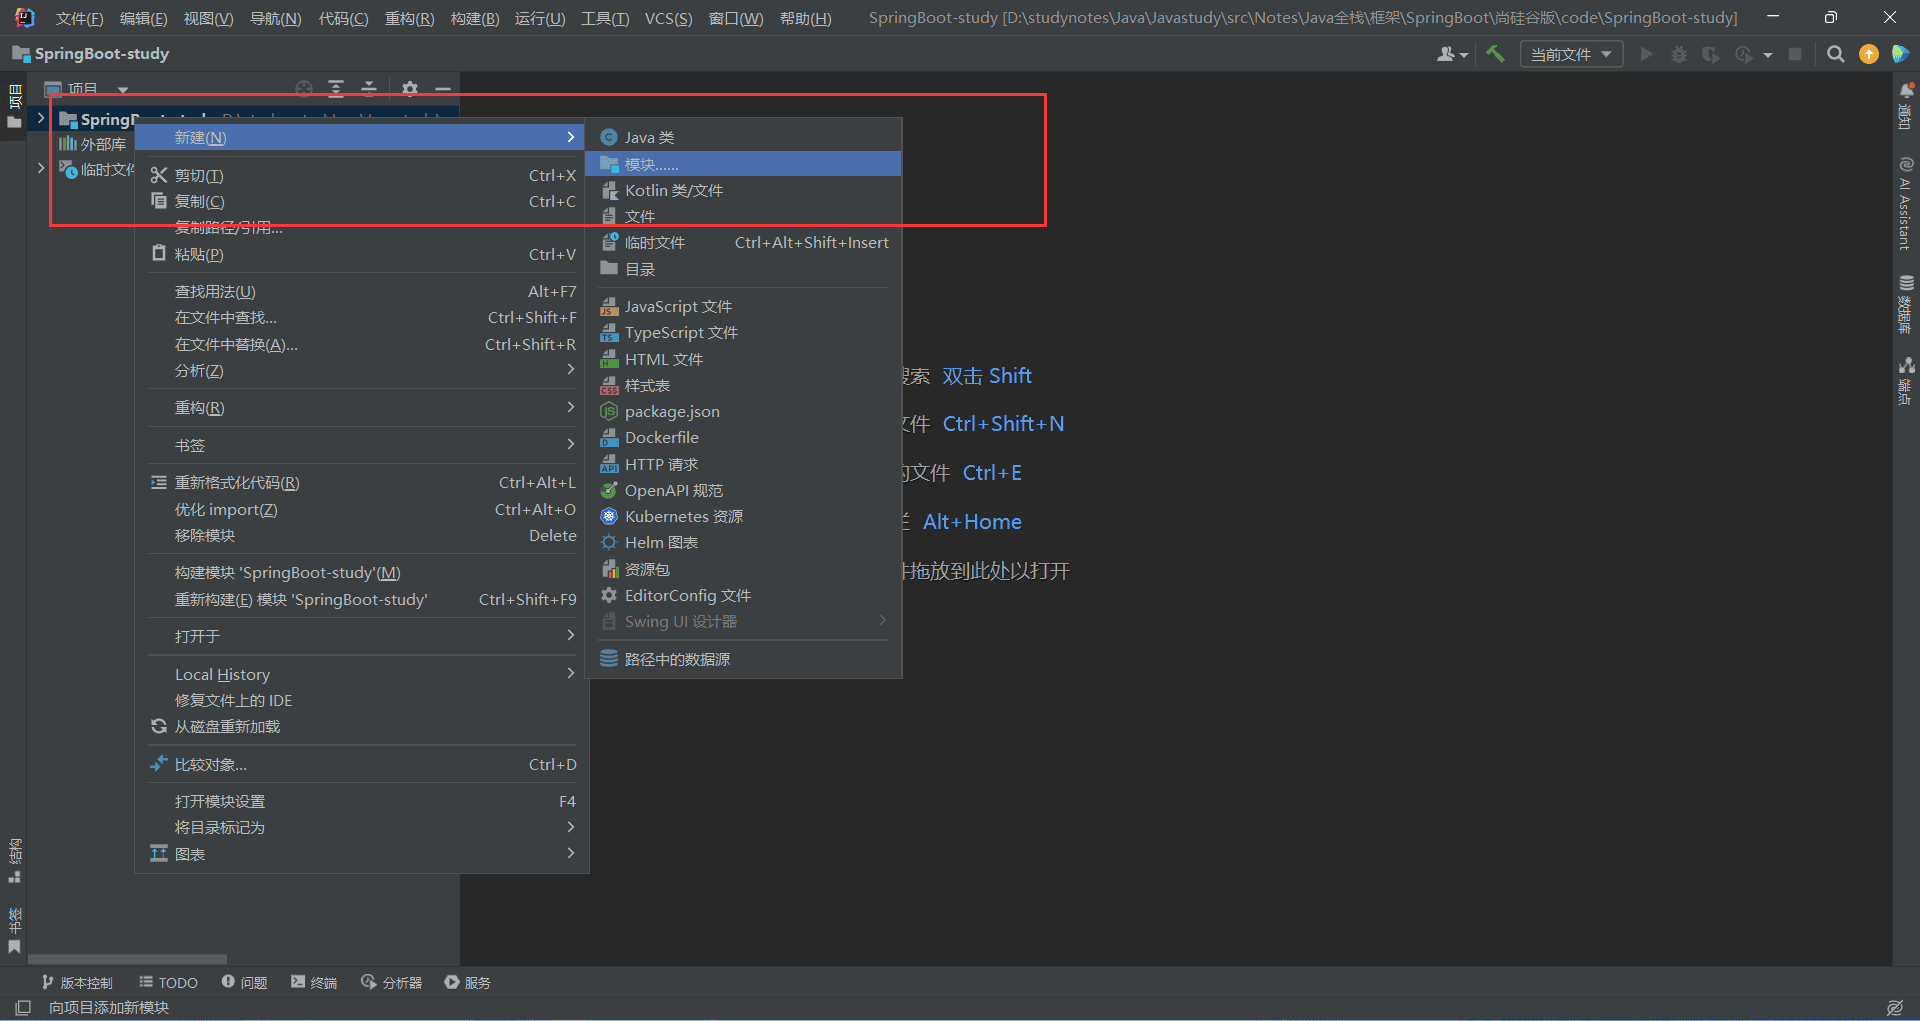 文件(F) 编辑(E) 视图(V) 导航(N) 代码(C) 重构(R) 构建(B) 运行(U) 工具(T) VCS(S) 窗口(W) 帮助(H) SpringBoot-study [D:\studynotes\Java\Javastudy\src\Notes\Java全栈\框架\SpringBoot\尚硅谷版\code\SpringBoot-study]
SpringBoot-study
当前文件
项目
项目
外部库
临时文件
新建(N)
剪切(T) Ctrl+X
复制(C) Ctrl+C
复制路径/引用...
粘贴(P) Ctrl+V
查找用法(U) Alt+F7
在文件中查找... Ctrl+Shift+F
在文件中替换(A)... Ctrl+Shift+R
分析(Z)
重构(R)
书签
重新格式化代码(R) Ctrl+Alt+L
优化 import(Z) Ctrl+Alt+O
移除模块 Delete
构建模块 'SpringBoot-study'(M)
重新构建(E) 模块 'SpringBoot-study' Ctrl+Shift+F9
打开于
Local History
修复文件上的 IDE
从磁盘重新加载
比较对象... Ctrl+D
打开模块设置 F4
将目录标记为
图表
Java 类
模块......
Kotlin 类/文件
文件
临时文件 Ctrl+Alt+Shift+Insert
目录
JavaScript 文件
TypeScript 文件
HTML 文件
样式表
package.json
Dockerfile
HTTP 请求
OpenAPI 规范
Kubernetes 资源
Helm 图表
资源包
EditorConfig 文件
Swing UI 设计器
路径中的数据源
搜索 双击 Shift
文件 Ctrl+Shift+N
的文件 Ctrl+E
Alt+Home
件拖放到此处以打开
通知
AI Assistant
数据库
端点
结构
书签
版本控制 TODO 问题 终端 分析器 服务
向项目添加新模块